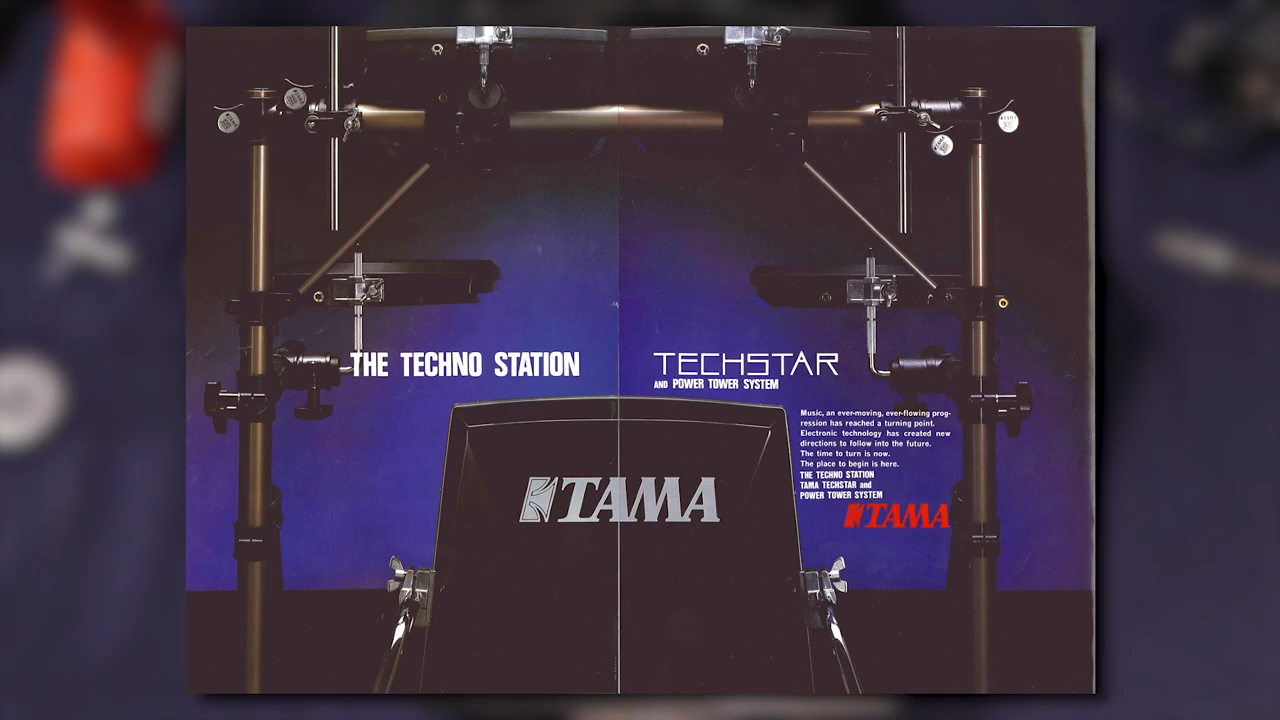 THE TECHNO STATION
TECHSTAR
AND POWER TOWER SYSTEM
Music, an ever-moving, ever-flowing prog-
ression has reached a turning point.
Electronic technology has created new
directions to follow into the future.
The time to turn is now.
The place to begin is here.
THE TECHNO STATION
TAMA TECHSTAR and
POWER TOWER SYSTEM
TAMA
TAMA